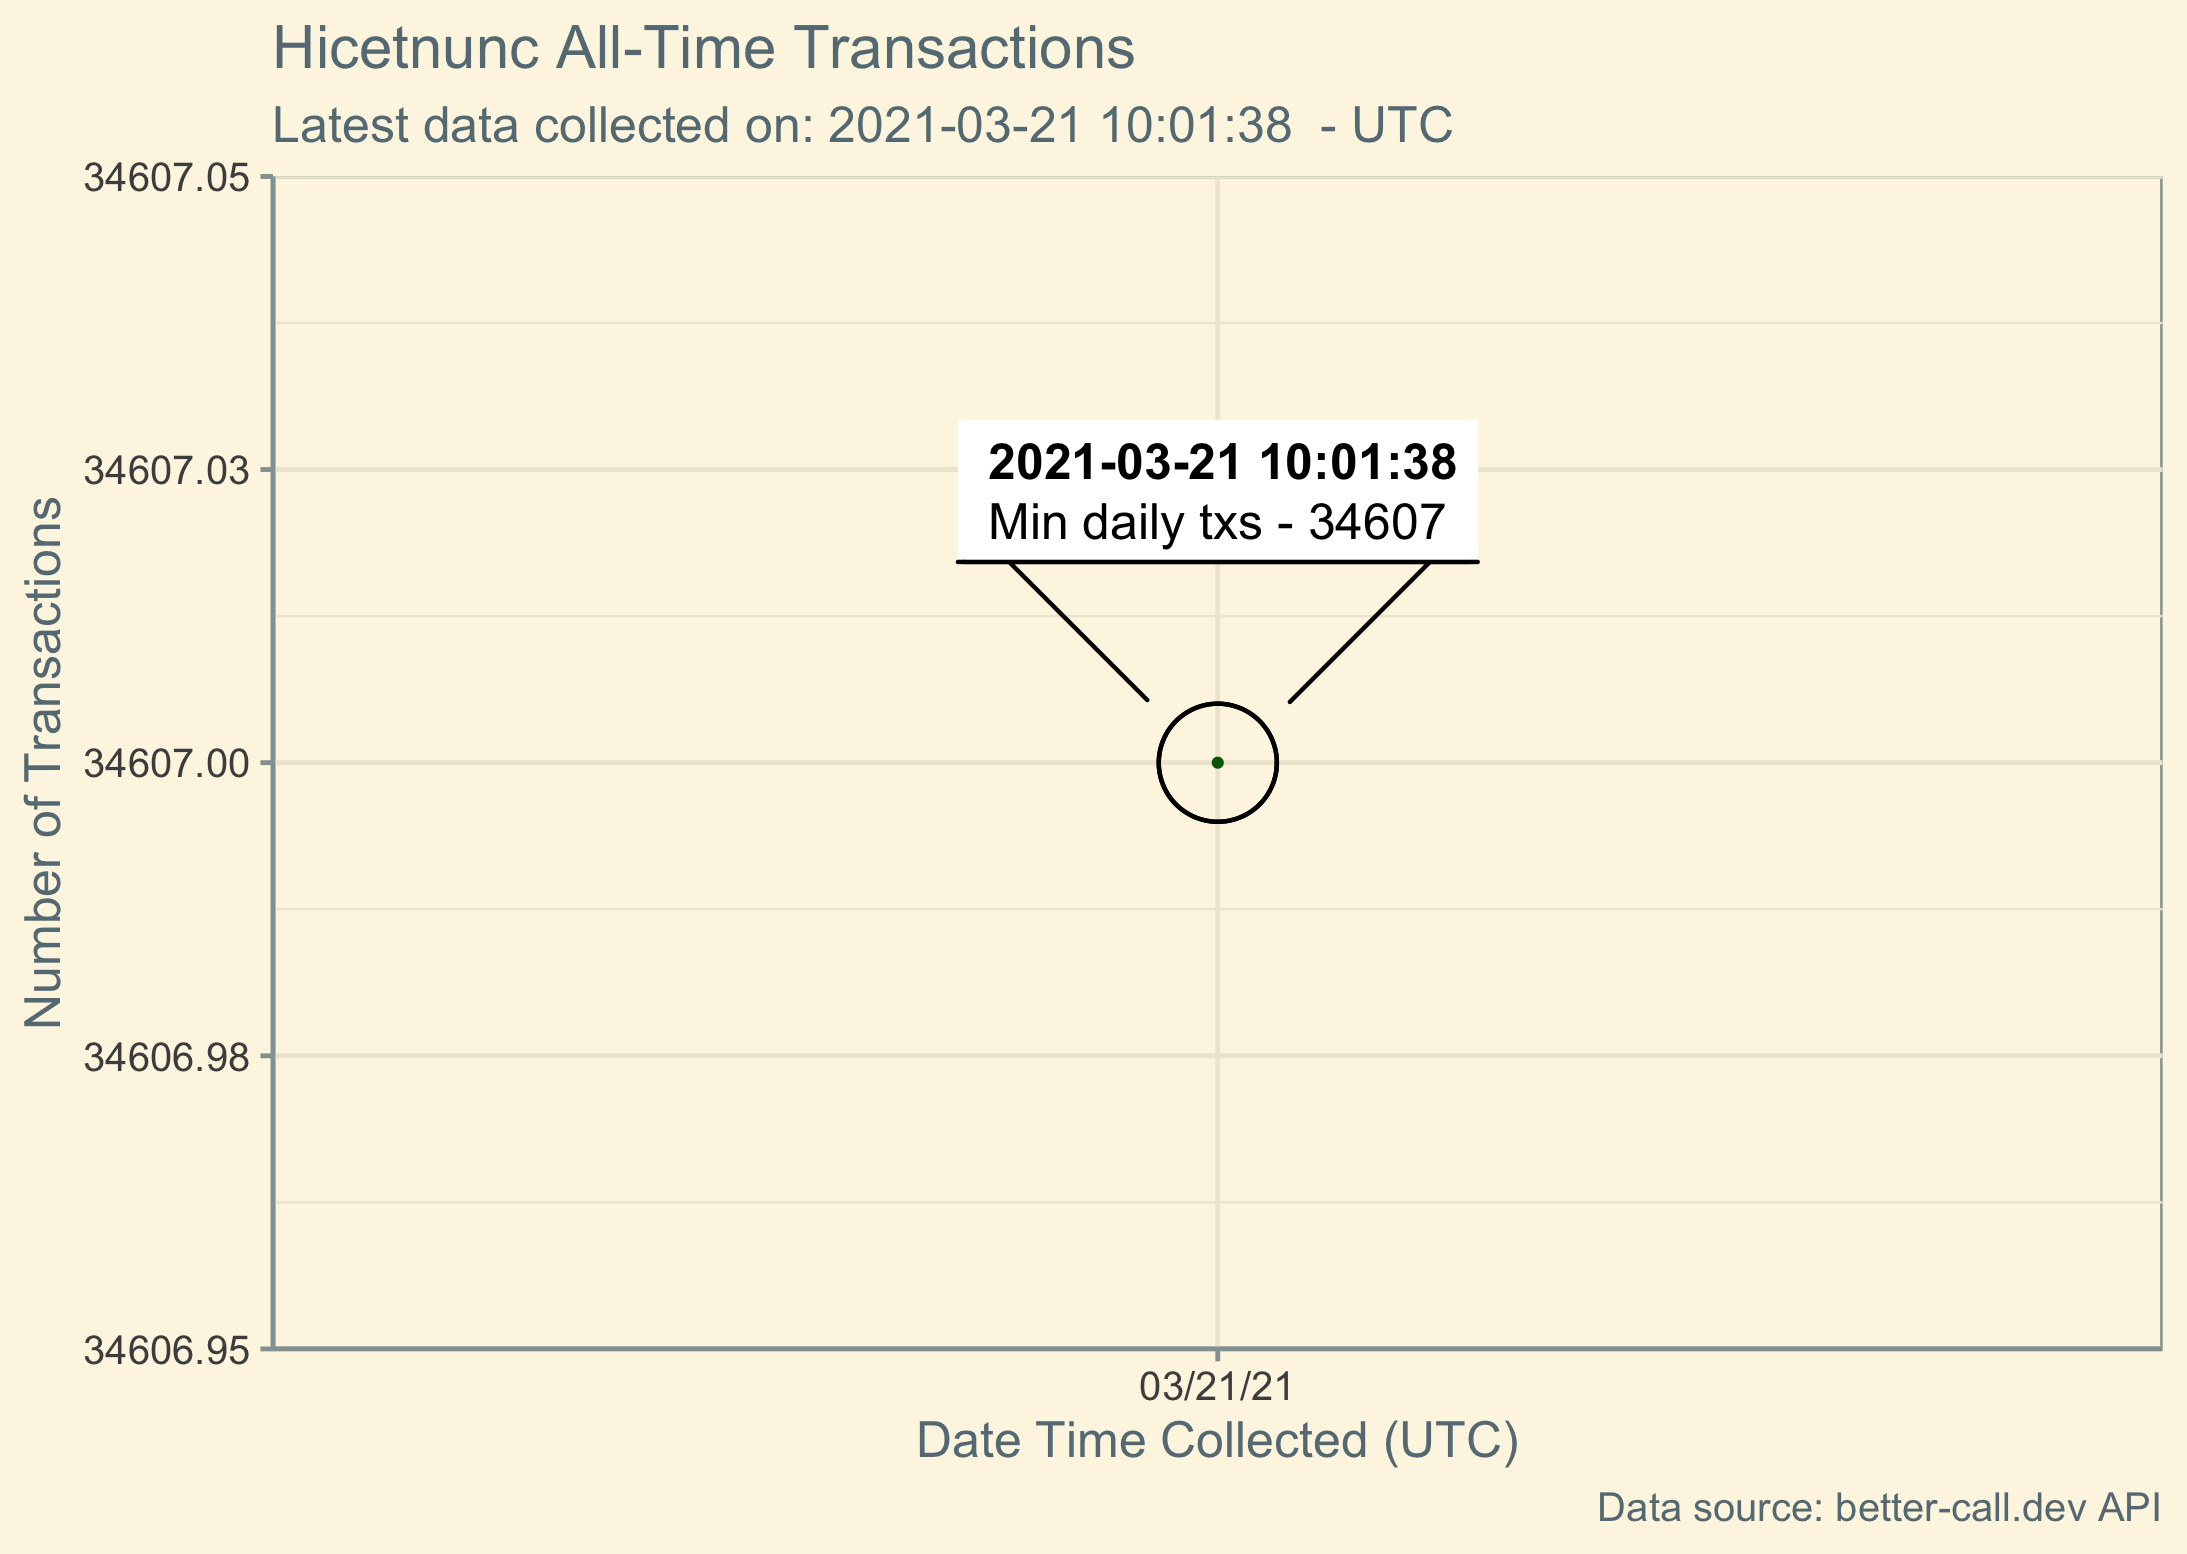 Hicetnunc All-Time Transactions
Latest data collected on: 2021-03-21 10:01:38  - UTC
34607.05
34607.03
34607.00
34606.98
34606.95
Number of Transactions
2021-03-21 10:01:38
Min daily txs - 34607
03/21/21
Date Time Collected (UTC)
Data source: better-call.dev API